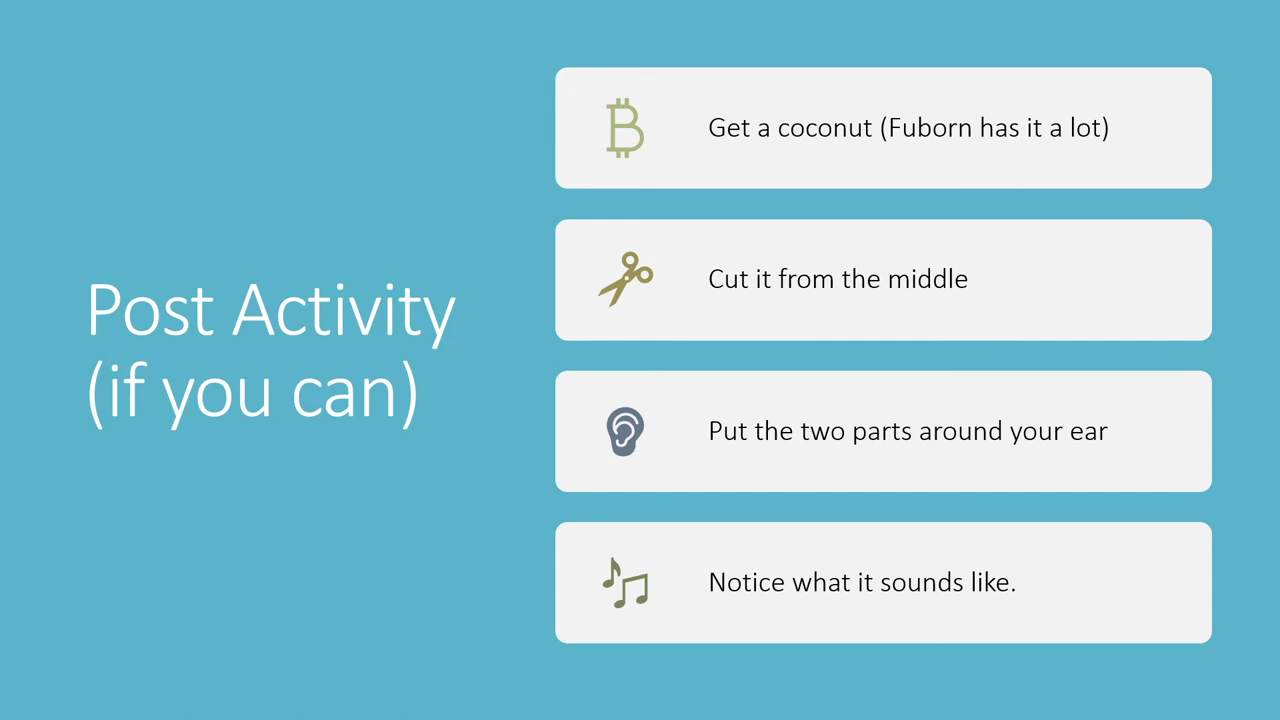 Post Activity
(if you can)
Get a coconut (Fuborn has it a lot)
Cut it from the middle
Put the two parts around your ear
Notice what it sounds like.